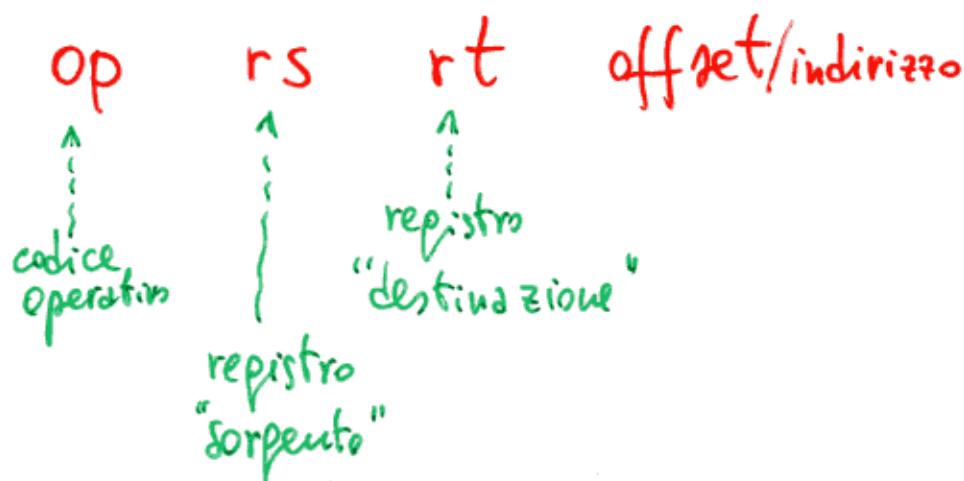 op rs rt offset/indirizzo
codice
operativo
registro
"destinazione"
registro
"sorgente"